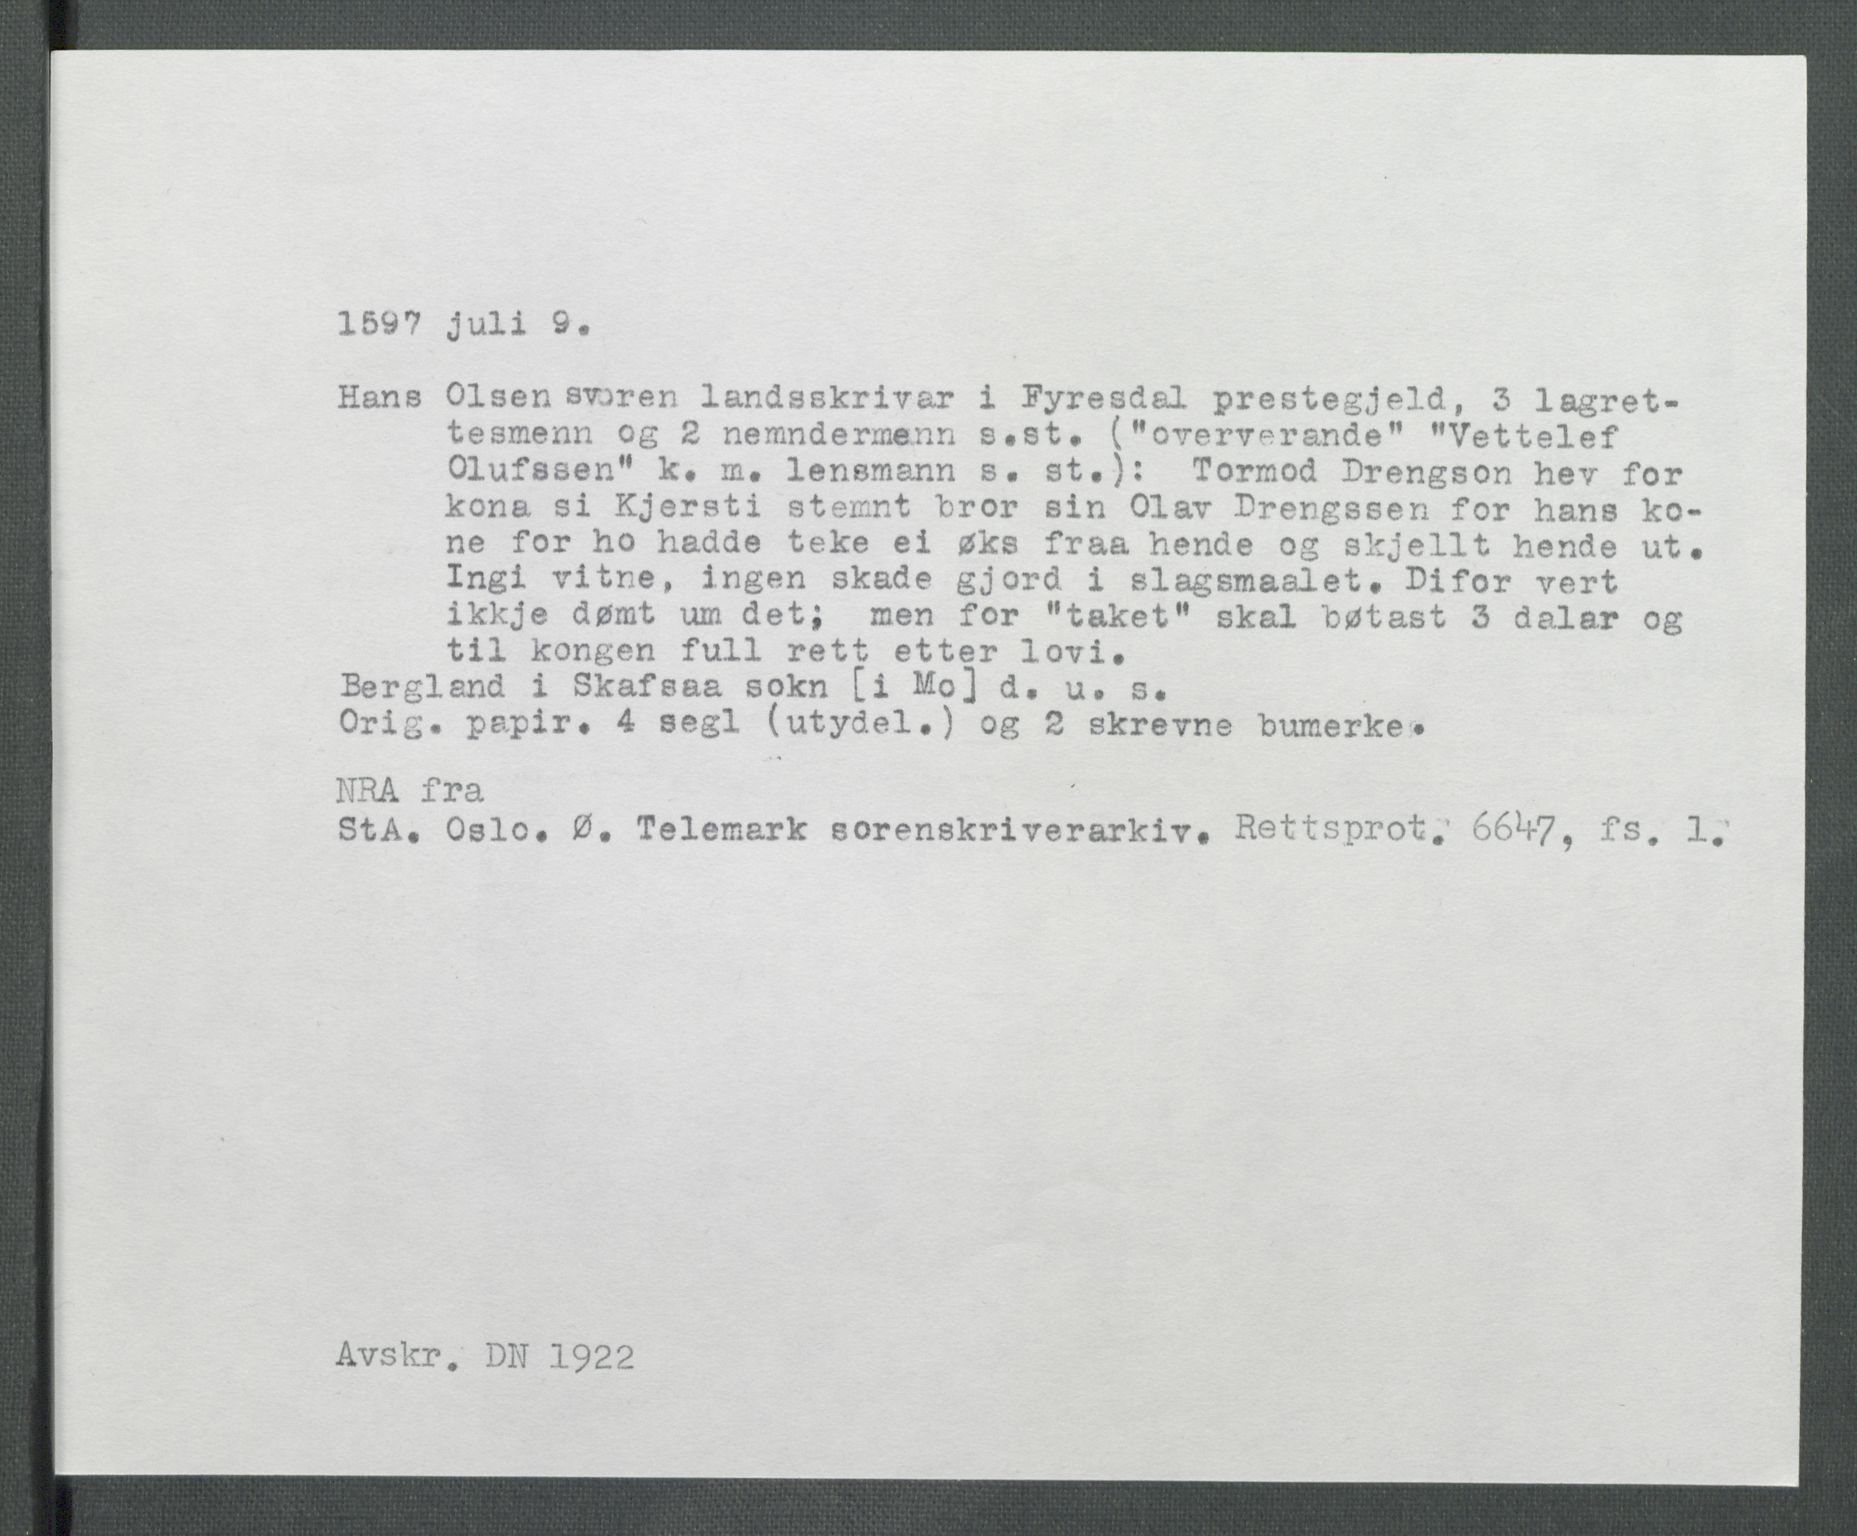 1597 juli 9.
Hans Olsen svoren landsskrivar i Fyresdal prestegjeld, 3 lagret-
tesmenn og 2 nemndermenn s.st. ("ververande" "Vettelef
Olufssen" k. m. lensmann s. st.): Tormod Drengson hev for
kona si Kjersti stemnt bror sin Olav Drengssen for hans ko-
ne for ho hadde teke ei øks fraa hende og skjellt hende ut.
Ingi vitne, ingen skade gjord i slagsmaalet. Difor vert
ikkje dømt um det; men for "taket" skal bøtast 3 dalar og
til kongen full rett etter lovi.
Bergland i Skafsaa sokn [i Mo] d. u. s.
Orig. papir. 4 segl (utydel.) og 2 skrevne bumerke.
NRA fra
StA. Oslo. Ø. Telemark sorenskriverarkiv. Rettsprot. 6647, fs. 1.
Avskr. DN 1922